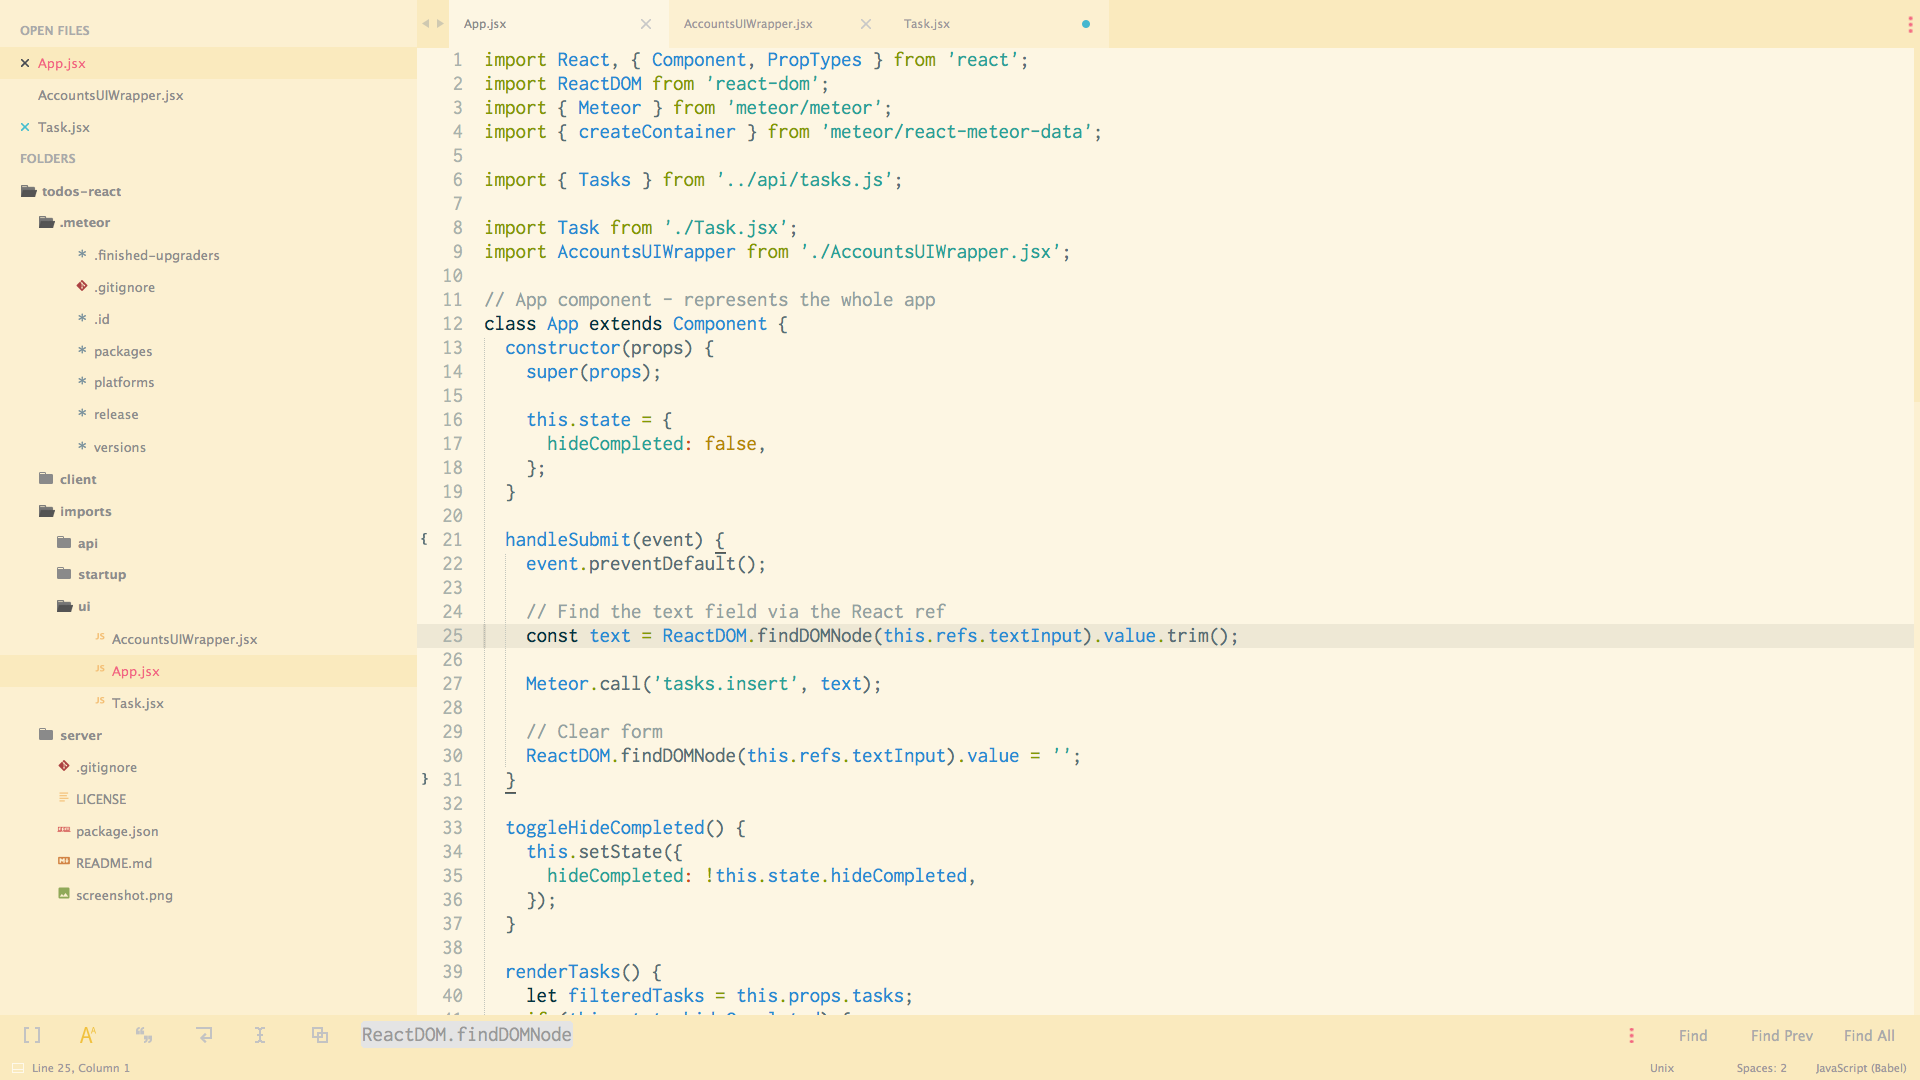 OPEN FILES
App.jsx
AccountsUIWrapper.jsx
Task.jsx
FOLDERS
todos-react
.meteor
* .finished-upgraders
.gitignore
* .id
* packages
* platforms
* release
* versions
client
imports
api
startup
ui
JS AccountsUIWrapper.jsx
JS App.jsx
JS Task.jsx
server
.gitignore
LICENSE
package.json
README.md
screenshot.png
App.jsx
AccountsUIWrapper.jsx
Task.jsx
1 import React, { Component, PropTypes } from 'react';
2 import ReactDOM from 'react-dom';
3 import { Meteor } from 'meteor/meteor';
4 import { createContainer } from 'meteor/react-meteor-data';
5
6 import { Tasks } from '../api/tasks.js';
7
8 import Task from './Task.jsx';
9 import AccountsUIWrapper from './AccountsUIWrapper.jsx';
10
11 // App component - represents the whole app
12 class App extends Component {
13 constructor(props) {
14 super(props);
15
16 this.state = {
17 hideCompleted: false,
18 };
19 }
20
{ 21 handleSubmit(event) {
22 event.preventDefault();
23
24 // Find the text field via the React ref
25 const text = ReactDOM.findDOMNode(this.refs.textInput).value.trim();
26
27 Meteor.call('tasks.insert', text);
28
29 // Clear form
30 ReactDOM.findDOMNode(this.refs.textInput).value = '';
} 31 }
32
33 toggleHideCompleted() {
34 this.setState({
35 hideCompleted: !this.state.hideCompleted,
36 });
37 }
38
39 renderTasks() {
40 let filteredTasks = this.props.tasks;
ReactDOM.findDOMNode
Find
Find Prev
Find All
Line 25, Column 1
Unix
Spaces: 2
JavaScript (Babel)